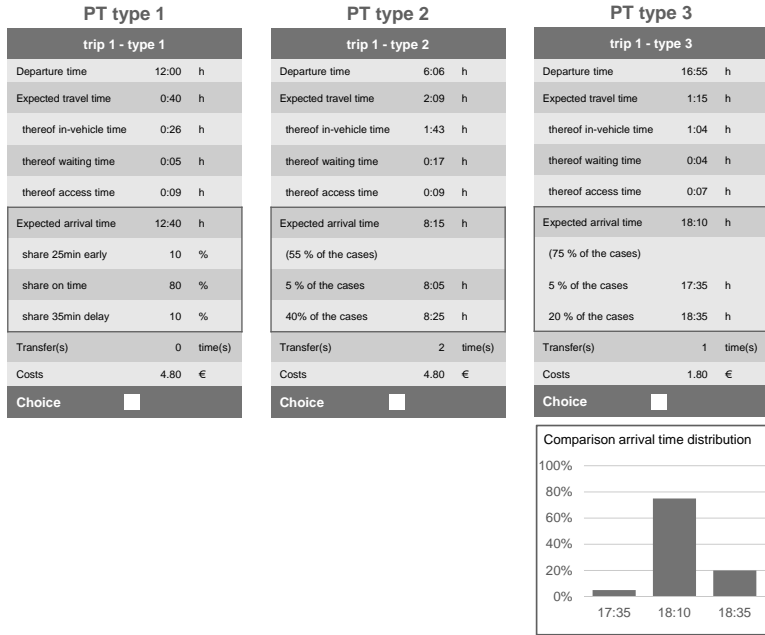 PT type 1
trip 1 - type 1
Departure time 12:00 h
Expected travel time 0:40 h
thereof in-vehicle time 0:26 h
thereof waiting time 0:05 h
thereof access time 0:09 h
Expected arrival time 12:40 h
share 25min early 10 %
share on time 80 %
share 35min delay 10 %
Transfer(s) 0 time(s)
Costs 4.80 €
Choice
PT type 2
trip 1 - type 2
Departure time 6:06 h
Expected travel time 2:09 h
thereof in-vehicle time 1:43 h
thereof waiting time 0:17 h
thereof access time 0:09 h
Expected arrival time 8:15 h
(55 % of the cases)
5 % of the cases 8:05 h
40% of the cases 8:25 h
Transfer(s) 2 time(s)
Costs 4.80 €
Choice
PT type 3
trip 1 - type 3
Departure time 16:55 h
Expected travel time 1:15 h
thereof in-vehicle time 1:04 h
thereof waiting time 0:04 h
thereof access time 0:07 h
Expected arrival time 18:10 h
(75 % of the cases)
5 % of the cases 17:35 h
20 % of the cases 18:35 h
Transfer(s) 1 time(s)
Costs 1.80 €
Choice
Comparison arrival time distribution
100%
80%
60%
40%
20%
0%
17:35 18:10 18:35